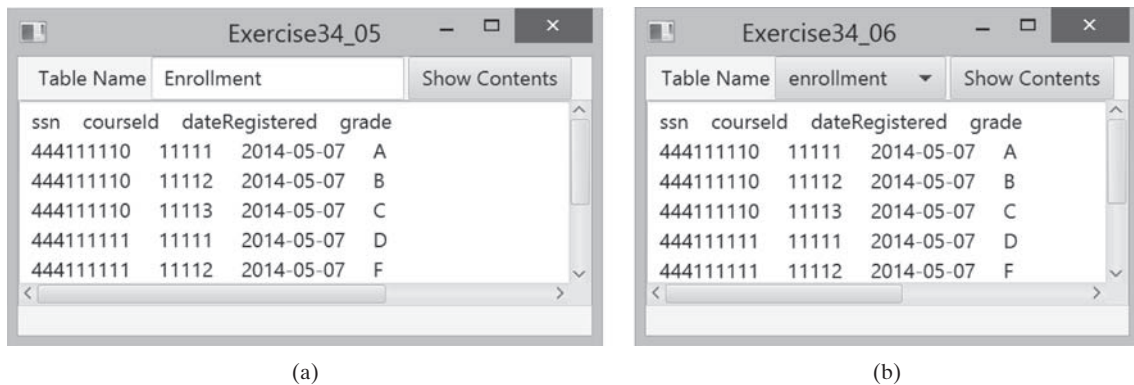 Exercise34_05
Table Name Enrollment Show Contents
ssn courseId dateRegistered grade
444111110 11111 2014-05-07 A
444111110 11112 2014-05-07 B
444111110 11113 2014-05-07 C
444111111 11111 2014-05-07 D
444111111 11112 2014-05-07 F
(a)
Exercise34_06
Table Name enrollment Show Contents
ssn courseId dateRegistered grade
444111110 11111 2014-05-07 A
444111110 11112 2014-05-07 B
444111110 11113 2014-05-07 C
444111111 11111 2014-05-07 D
444111111 11112 2014-05-07 F
(b)